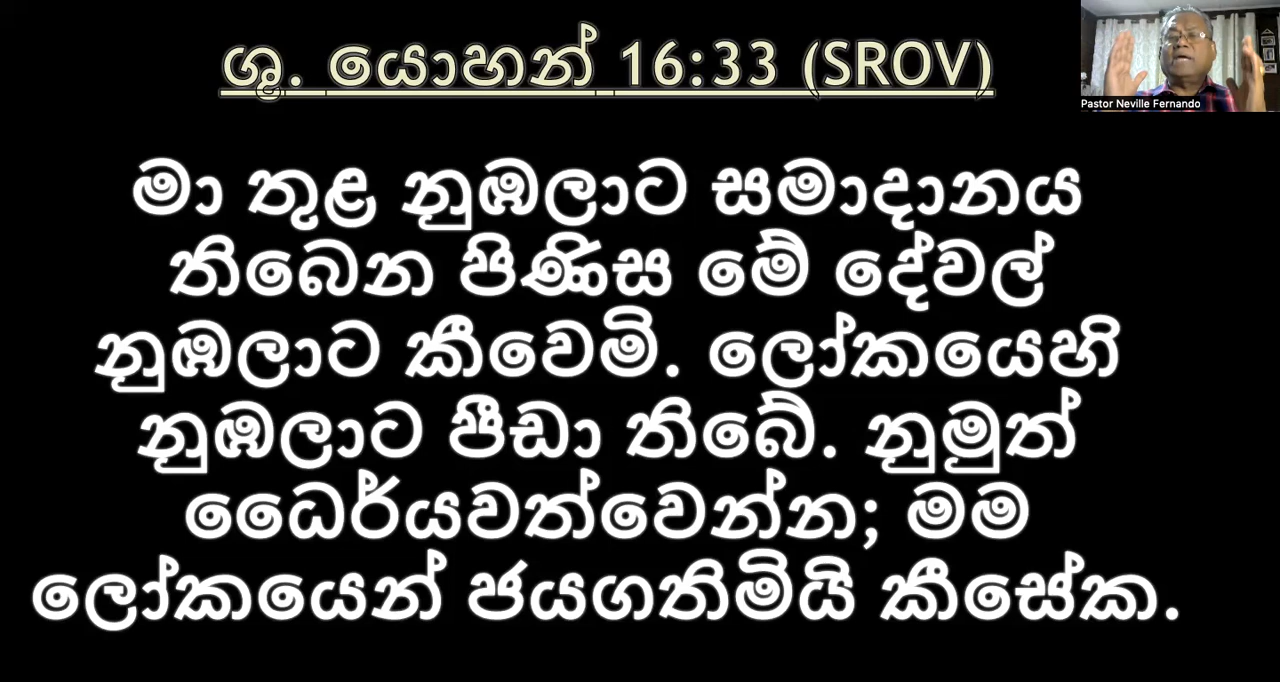 ශු. යොහන් 16:33 (SROV)
Pastor Neville Fernando
මා තුළ නුඹලාට සමාදානය
තිබෙන පිණිස මේ දේවල්
නුඹලාට කීවෙමි. ලෝකයෙහි
නුඹලාට පීඩා තිබේ. නුමුත්
ධෛර්යවත්වෙන්න; මම
ලෝකයෙන් ජයගතිමියි කීසේක.